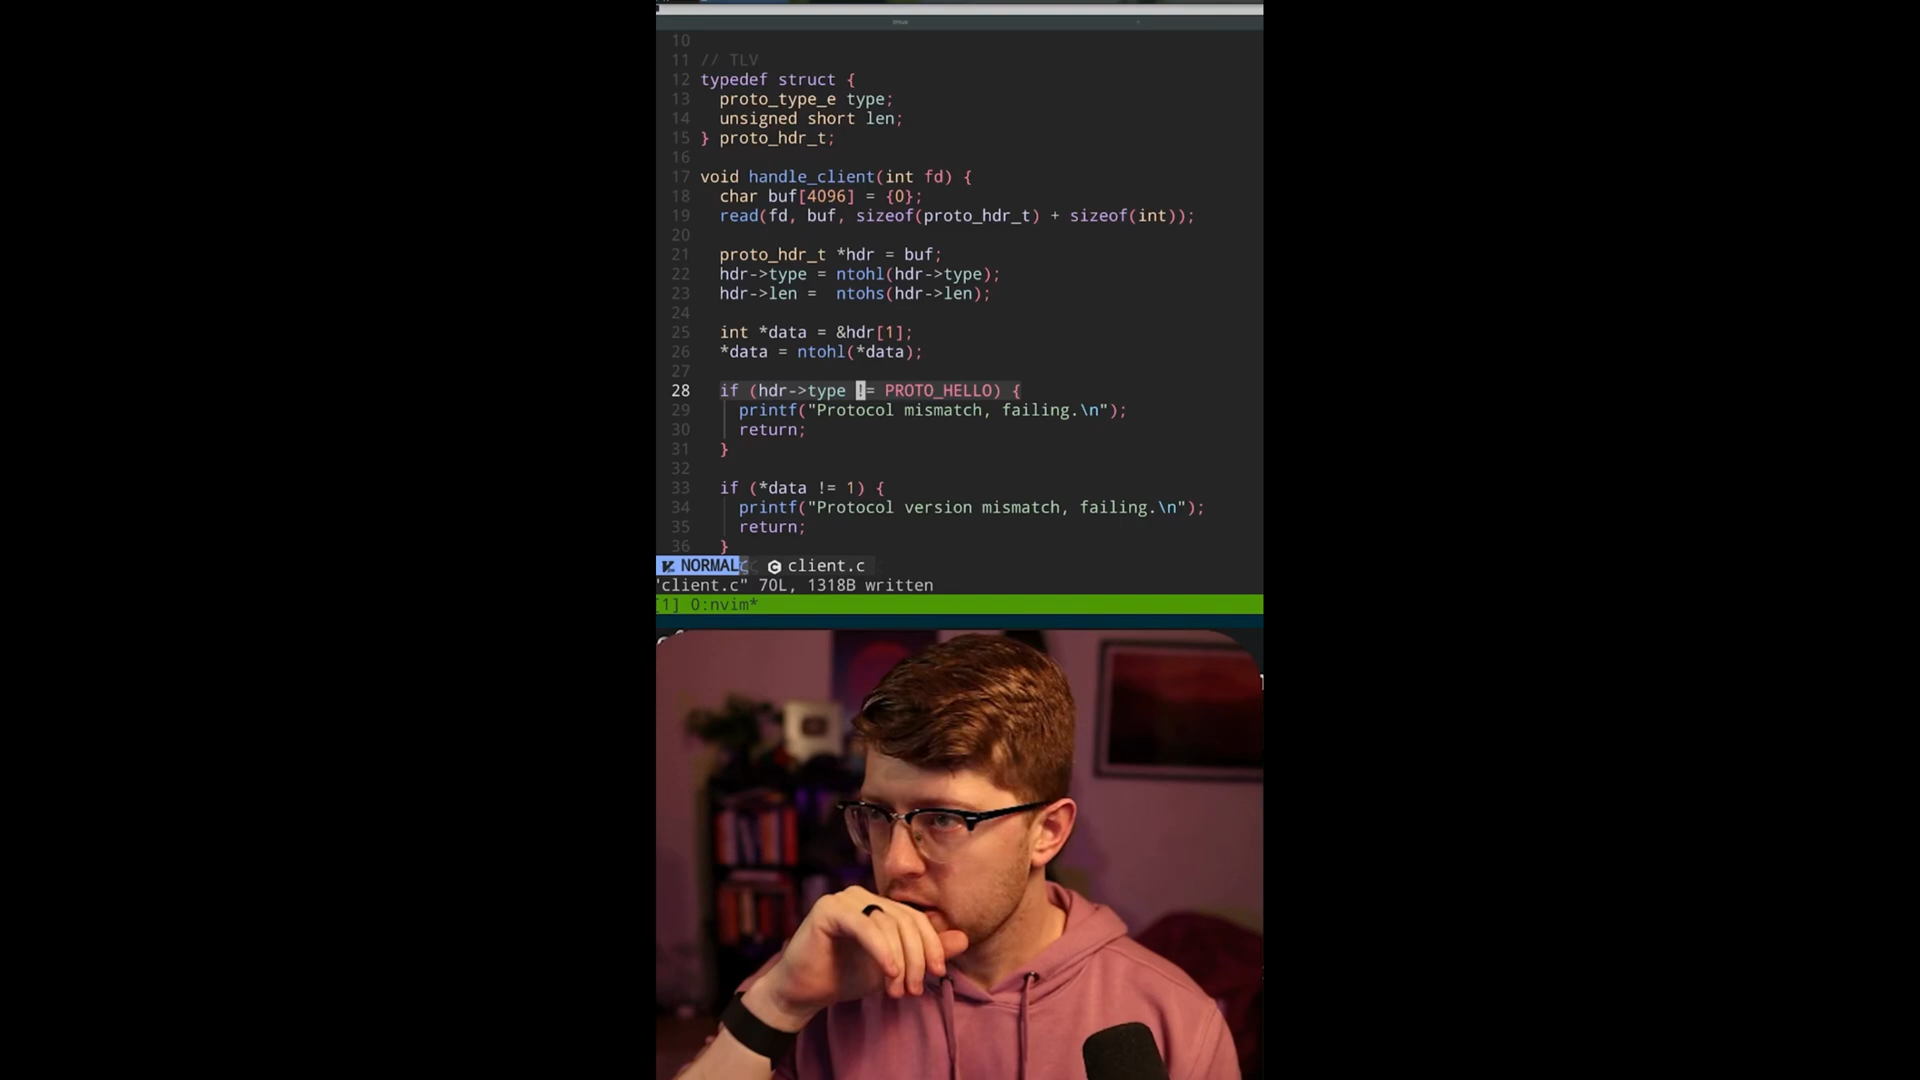 10
11 // TLV
12 typedef struct {
13   proto_type_e type;
14   unsigned short len;
15 } proto_hdr_t;
16
17 void handle_client(int fd) {
18   char buf[4096] = {0};
19   read(fd, buf, sizeof(proto_hdr_t) + sizeof(int));
20
21   proto_hdr_t *hdr = buf;
22   hdr->type = ntohl(hdr->type);
23   hdr->len =  ntohs(hdr->len);
24
25   int *data = &hdr[1];
26   *data = ntohl(*data);
27
28   if (hdr->type != PROTO_HELLO) {
29     printf("Protocol mismatch, failing.\n");
30     return;
31   }
32
33   if (*data != 1) {
34     printf("Protocol version mismatch, failing.\n");
35     return;
36   }
NORMAL client.c
"client.c" 70L, 1318B written
[1] 0:nvim*